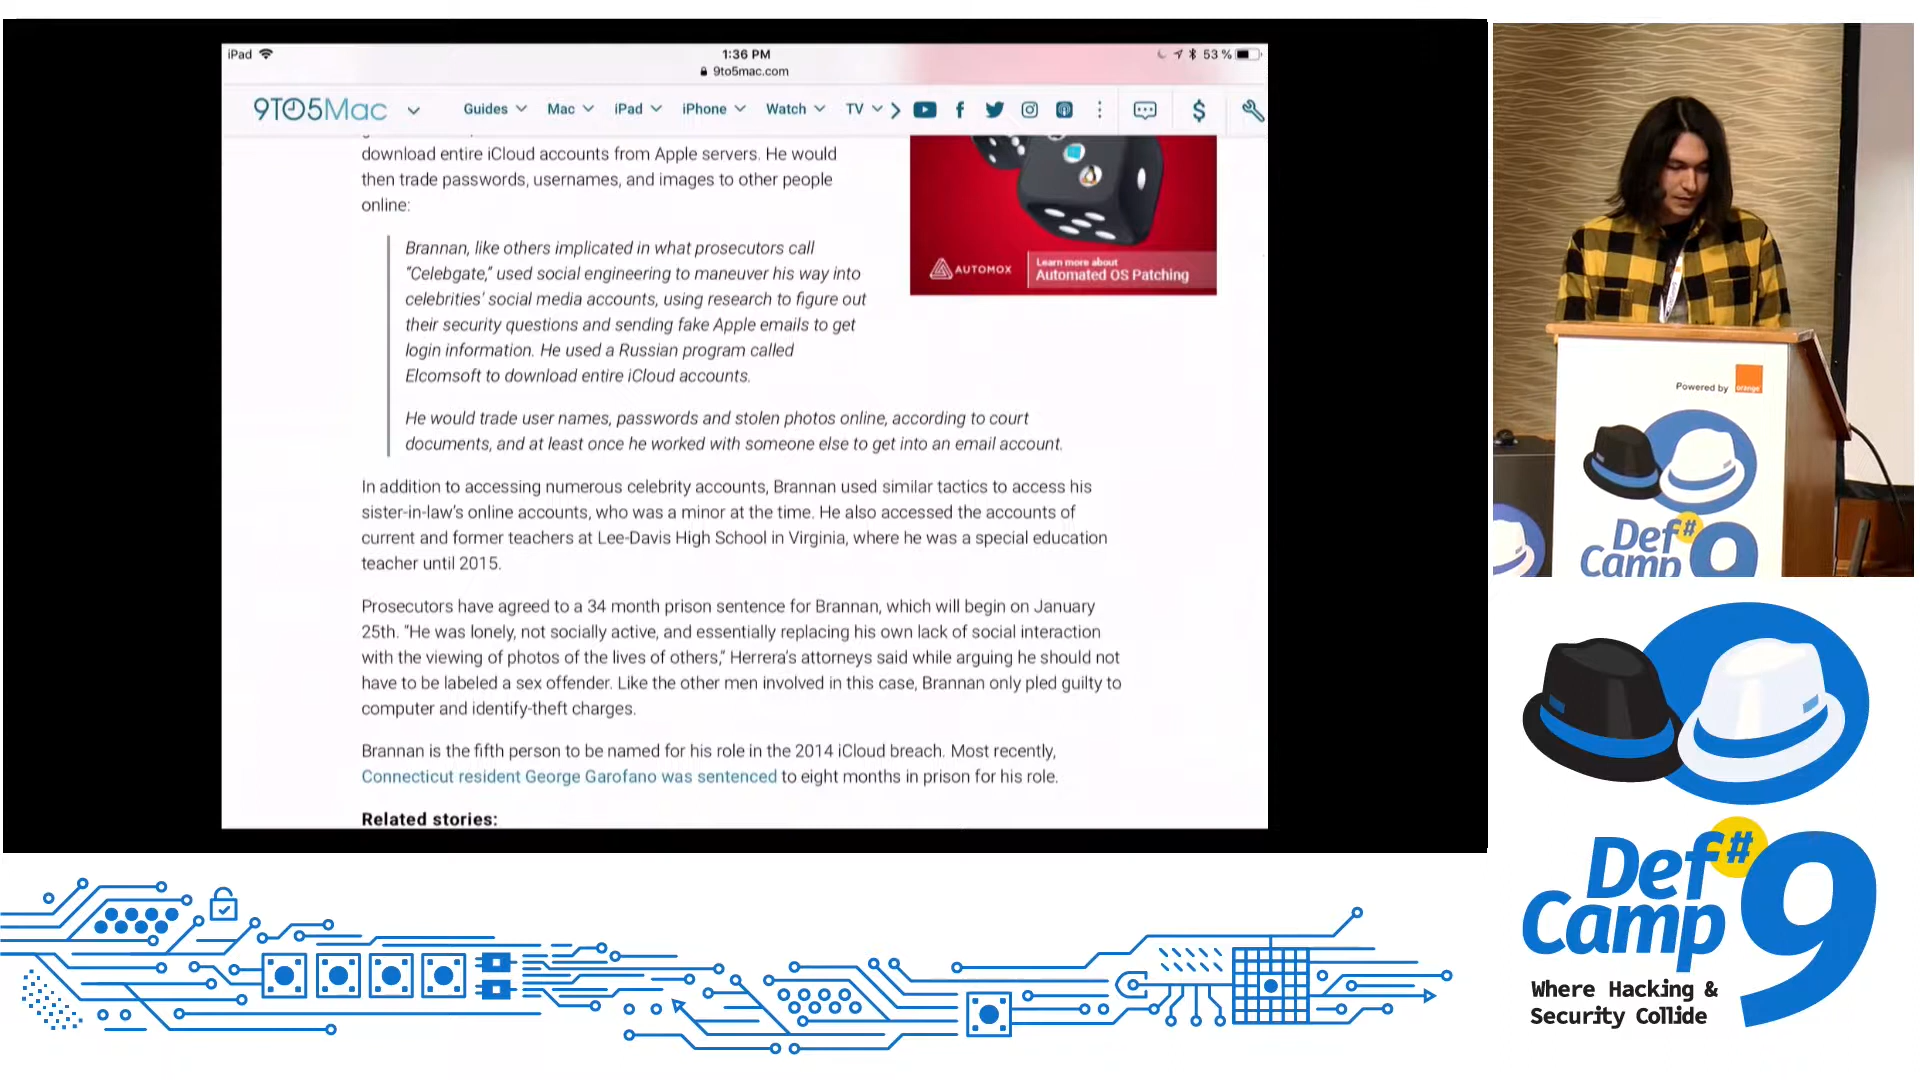 iPad
1:36 PM
53 %
9to5mac.com
9TO5Mac
Guides
Mac
iPad
iPhone
Watch
TV
download entire iCloud accounts from Apple servers. He would
then trade passwords, usernames, and images to other people
online:
Brannan, like others implicated in what prosecutors call
“Celebgate,” used social engineering to maneuver his way into
celebrities’ social media accounts, using research to figure out
their security questions and sending fake Apple emails to get
login information. He used a Russian program called
Elcomsoft to download entire iCloud accounts.
He would trade user names, passwords and stolen photos online, according to court
documents, and at least once he worked with someone else to get into an email account.
AUTOMOX
Learn more about
Automated OS Patching
In addition to accessing numerous celebrity accounts, Brannan used similar tactics to access his
sister-in-law’s online accounts, who was a minor at the time. He also accessed the accounts of
current and former teachers at Lee-Davis High School in Virginia, where he was a special education
teacher until 2015.
Prosecutors have agreed to a 34 month prison sentence for Brannan, which will begin on January
25th. “He was lonely, not socially active, and essentially replacing his own lack of social interaction
with the viewing of photos of the lives of others,” Herrera’s attorneys said while arguing he should not
have to be labeled a sex offender. Like the other men involved in this case, Brannan only pled guilty to
computer and identify-theft charges.
Brannan is the fifth person to be named for his role in the 2014 iCloud breach. Most recently,
Connecticut resident George Garofano was sentenced to eight months in prison for his role.
Related stories:
Powered by
orange
Def#
Camp 9
Def#
Camp 9
Where Hacking &
Security Collide